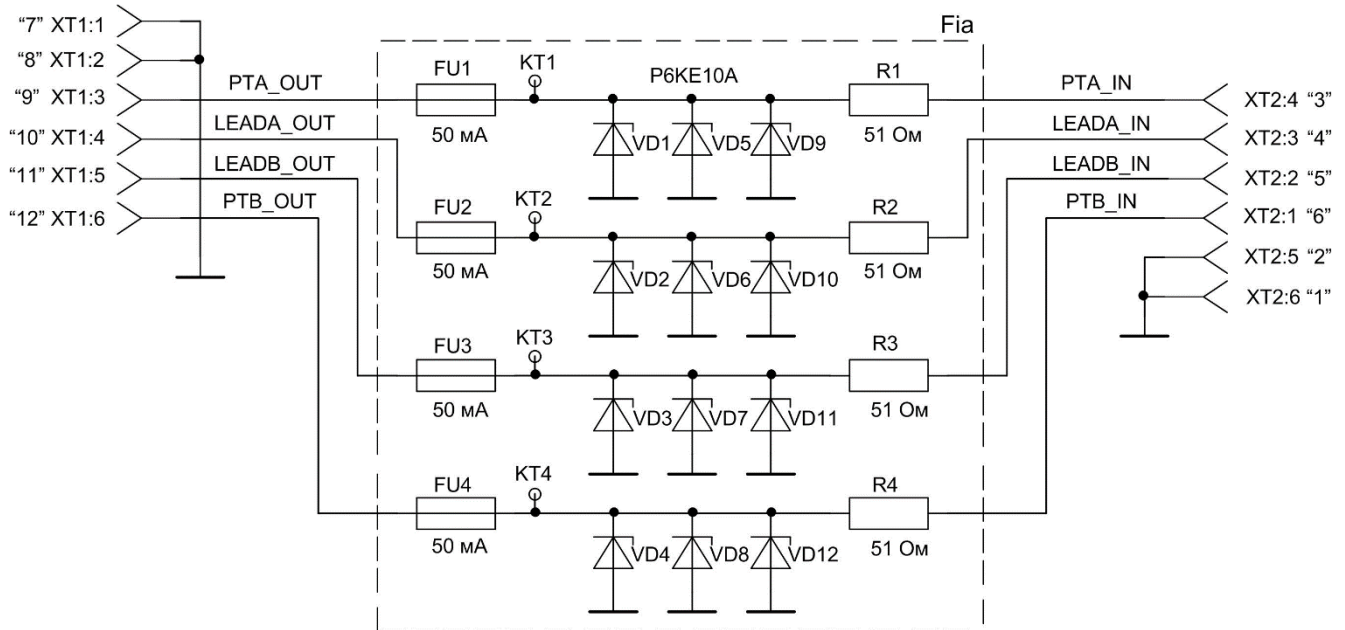 “7” XT1:1
“8” XT1:2
“9” XT1:3
“10” XT1:4
“11” XT1:5
“12” XT1:6
PTA_OUT
LEADA_OUT
LEADB_OUT
PTB_OUT
Fia
FU1
KT1
P6KE10A
R1
50 мА
VD1
VD5
VD9
51 Ом
FU2
KT2
R2
50 мА
VD2
VD6
VD10
51 Ом
FU3
KT3
R3
50 мА
VD3
VD7
VD11
51 Ом
FU4
KT4
R4
50 мА
VD4
VD8
VD12
51 Ом
PTA_IN
LEADA_IN
LEADB_IN
PTB_IN
XT2:4 “3”
XT2:3 “4”
XT2:2 “5”
XT2:1 “6”
XT2:5 “2”
XT2:6 “1”